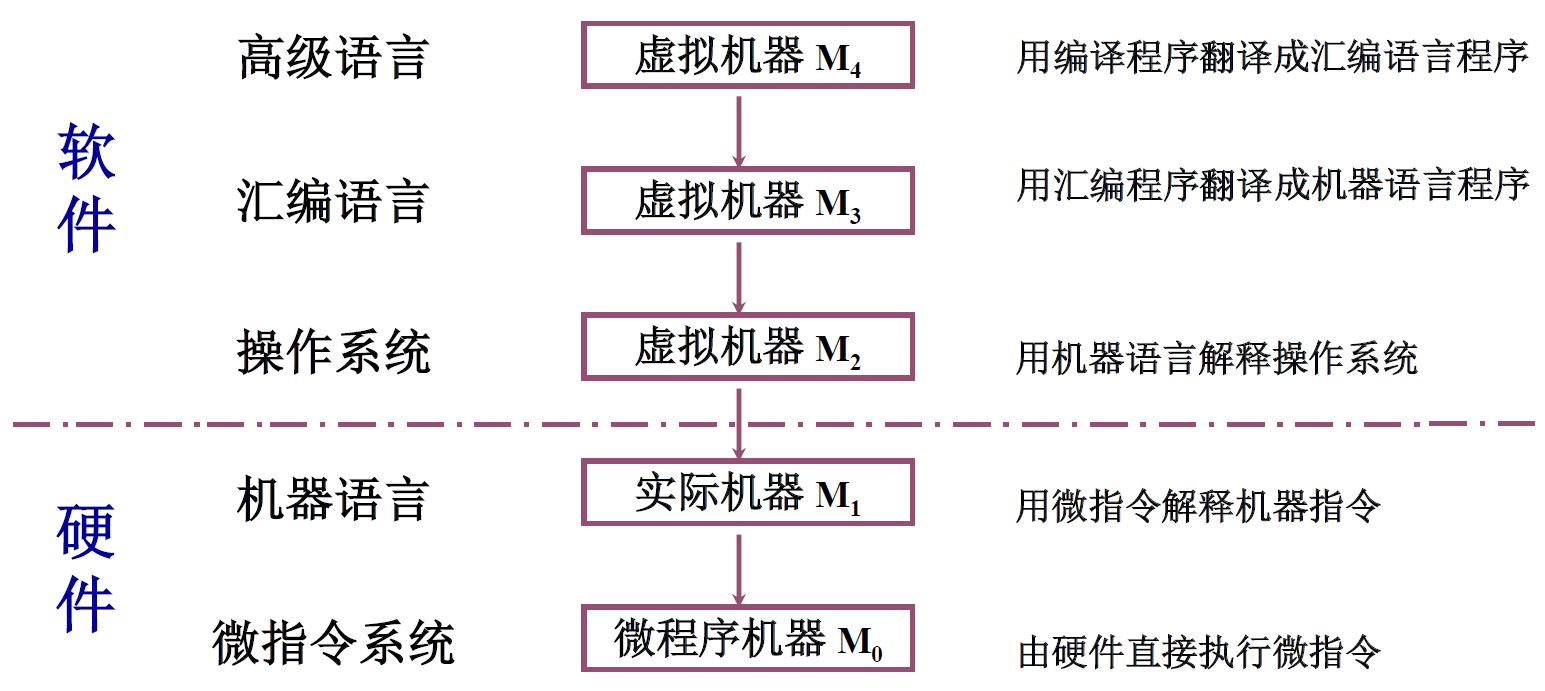 高级语言
虚拟机器 M4
用编译程序翻译成汇编语言程序
软件
汇编语言
虚拟机器 M3
用汇编程序翻译成机器语言程序
操作系统
虚拟机器 M2
用机器语言解释操作系统
硬件
机器语言
实际机器 M1
用微指令解释机器指令
微指令系统
微程序机器 M0
由硬件直接执行微指令